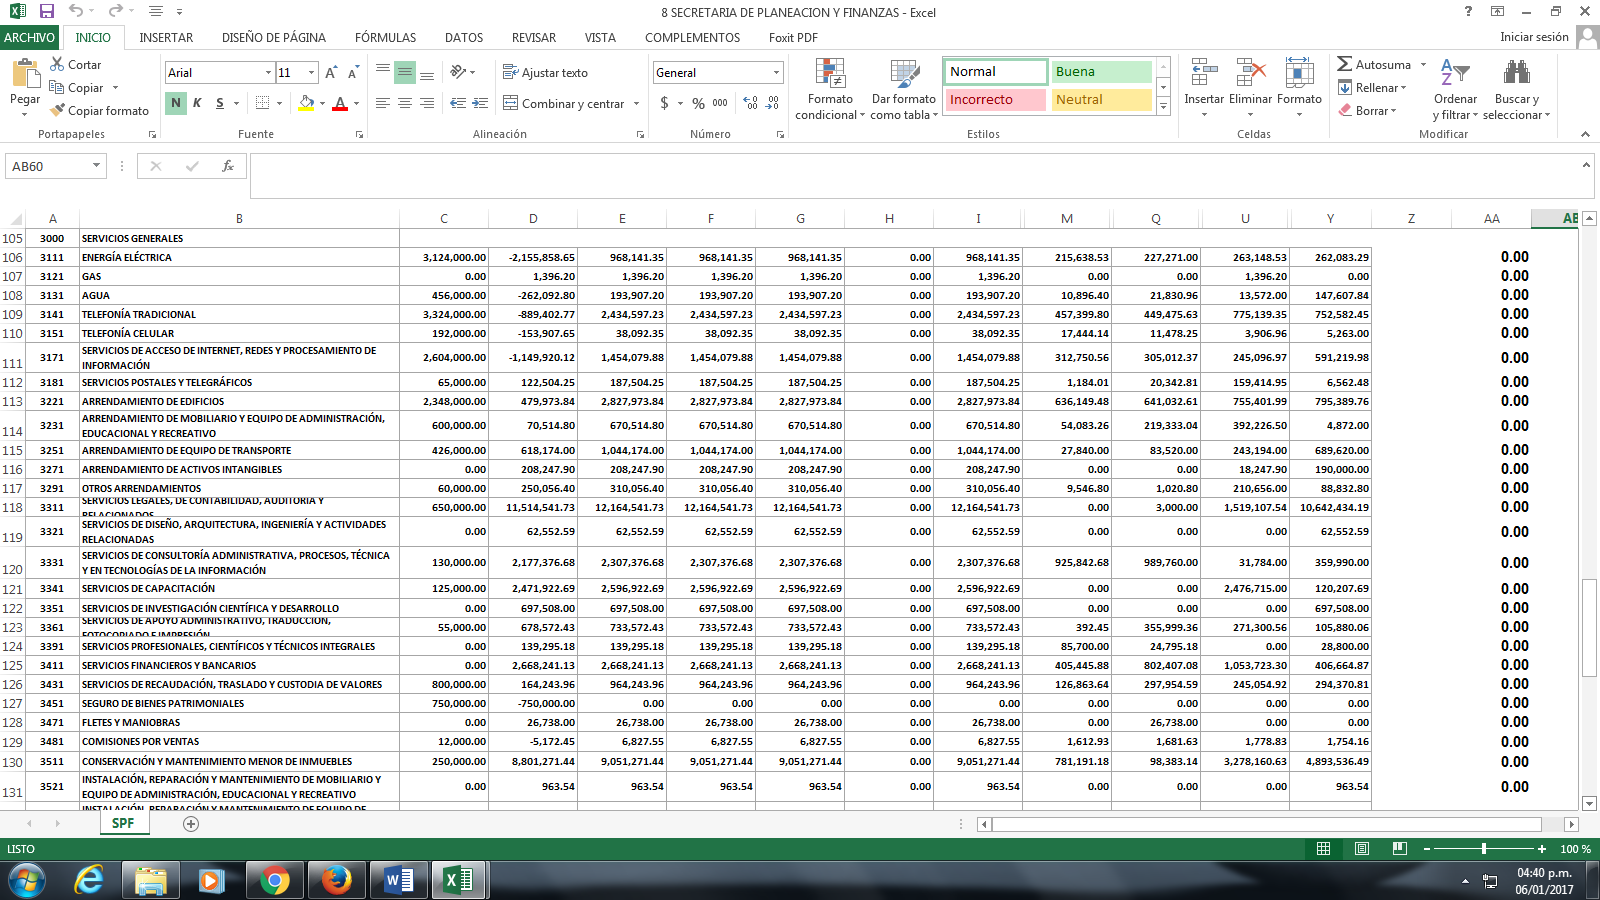 8 SECRETARIA DE PLANEACION Y FINANZAS - Excel
?
ARCHIVO INICIO INSERTAR DISEÑO DE PÁGINA FÓRMULAS DATOS REVISAR VISTA COMPLEMENTOS Foxit PDF Iniciar sesión
Pegar
Cortar
Copiar
Copiar formato
Portapapeles
Arial 11
N K S
Fuente
Ajustar texto
Combinar y centrar
Alineación
General
$ % 000
Número
Formato condicional
Dar formato como tabla
Normal Buena
Incorrecto Neutral
Estilos
Insertar Eliminar Formato
Celdas
Autosuma
Rellenar
Borrar
Ordenar y filtrar
Buscar y seleccionar
Modificar
AB60 fx
A B C D E F G H I M Q U Y Z AA AB
105 3000 SERVICIOS GENERALES
106 3111 ENERGÍA ELÉCTRICA 3,124,000.00 -2,155,858.65 968,141.35 968,141.35 968,141.35 0.00 968,141.35 215,638.53 227,271.00 263,148.53 262,083.29 0.00
107 3121 GAS 0.00 1,396.20 1,396.20 1,396.20 1,396.20 0.00 1,396.20 0.00 0.00 1,396.20 0.00 0.00
108 3131 AGUA 456,000.00 -262,092.80 193,907.20 193,907.20 193,907.20 0.00 193,907.20 10,896.40 21,830.96 13,572.00 147,607.84 0.00
109 3141 TELEFONÍA TRADICIONAL 3,324,000.00 -889,402.77 2,434,597.23 2,434,597.23 2,434,597.23 0.00 2,434,597.23 457,399.80 449,475.63 775,139.35 752,582.45 0.00
110 3151 TELEFONÍA CELULAR 192,000.00 -153,907.65 38,092.35 38,092.35 38,092.35 0.00 38,092.35 17,444.14 11,478.25 3,906.96 5,263.00 0.00
111 3171 SERVICIOS DE ACCESO DE INTERNET, REDES Y PROCESAMIENTO DE INFORMACIÓN 2,604,000.00 -1,149,920.12 1,454,079.88 1,454,079.88 1,454,079.88 0.00 1,454,079.88 312,750.56 305,012.37 245,096.97 591,219.98 0.00
112 3181 SERVICIOS POSTALES Y TELEGRÁFICOS 65,000.00 122,504.25 187,504.25 187,504.25 187,504.25 0.00 187,504.25 1,184.01 20,342.81 159,414.95 6,562.48 0.00
113 3221 ARRENDAMIENTO DE EDIFICIOS 2,348,000.00 479,973.84 2,827,973.84 2,827,973.84 2,827,973.84 0.00 2,827,973.84 636,149.48 641,032.61 755,401.99 795,389.76 0.00
114 3231 ARRENDAMIENTO DE MOBILIARIO Y EQUIPO DE ADMINISTRACIÓN, EDUCACIONAL Y RECREATIVO 600,000.00 70,514.80 670,514.80 670,514.80 670,514.80 0.00 670,514.80 54,083.26 219,333.04 392,226.50 4,872.00 0.00
115 3251 ARRENDAMIENTO DE EQUIPO DE TRANSPORTE 426,000.00 618,174.00 1,044,174.00 1,044,174.00 1,044,174.00 0.00 1,044,174.00 27,840.00 83,520.00 243,194.00 689,620.00 0.00
116 3271 ARRENDAMIENTO DE ACTIVOS INTANGIBLES 0.00 208,247.90 208,247.90 208,247.90 208,247.90 0.00 208,247.90 0.00 0.00 18,247.90 190,000.00 0.00
117 3291 OTROS ARRENDAMIENTOS 60,000.00 250,056.40 310,056.40 310,056.40 310,056.40 0.00 310,056.40 9,546.80 1,020.80 210,656.00 88,832.80 0.00
118 3311 SERVICIOS LEGALES, DE CONTABILIDAD, AUDITORÍA Y RELACIONADOS 650,000.00 11,514,541.73 12,164,541.73 12,164,541.73 12,164,541.73 0.00 12,164,541.73 0.00 3,000.00 1,519,107.54 10,642,434.19 0.00
119 3321 SERVICIOS DE DISEÑO, ARQUITECTURA, INGENIERÍA Y ACTIVIDADES RELACIONADAS 0.00 62,552.59 62,552.59 62,552.59 62,552.59 0.00 62,552.59 0.00 0.00 0.00 62,552.59 0.00
120 3331 SERVICIOS DE CONSULTORÍA ADMINISTRATIVA, PROCESOS, TÉCNICA Y EN TECNOLOGÍAS DE LA INFORMACIÓN 130,000.00 2,177,376.68 2,307,376.68 2,307,376.68 2,307,376.68 0.00 2,307,376.68 925,842.68 989,760.00 31,784.00 359,990.00 0.00
121 3341 SERVICIOS DE CAPACITACIÓN 125,000.00 2,471,922.69 2,596,922.69 2,596,922.69 2,596,922.69 0.00 2,596,922.69 0.00 0.00 2,476,715.00 120,207.69 0.00
122 3351 SERVICIOS DE INVESTIGACIÓN CIENTÍFICA Y DESARROLLO 0.00 697,508.00 697,508.00 697,508.00 697,508.00 0.00 697,508.00 0.00 0.00 0.00 697,508.00 0.00
123 3361 SERVICIOS DE APOYO ADMINISTRATIVO, TRADUCCIÓN, FOTOCOPIADO E IMPRESIÓN 55,000.00 678,572.43 733,572.43 733,572.43 733,572.43 0.00 733,572.43 392.45 355,999.36 271,300.56 105,880.06 0.00
124 3391 SERVICIOS PROFESIONALES, CIENTÍFICOS Y TÉCNICOS INTEGRALES 0.00 139,295.18 139,295.18 139,295.18 139,295.18 0.00 139,295.18 85,700.00 24,795.18 0.00 28,800.00 0.00
125 3411 SERVICIOS FINANCIEROS Y BANCARIOS 0.00 2,668,241.13 2,668,241.13 2,668,241.13 2,668,241.13 0.00 2,668,241.13 405,445.88 802,407.08 1,053,723.30 406,664.87 0.00
126 3431 SERVICIOS DE RECAUDACIÓN, TRASLADO Y CUSTODIA DE VALORES 800,000.00 164,243.96 964,243.96 964,243.96 964,243.96 0.00 964,243.96 126,863.64 297,954.59 245,054.92 294,370.81 0.00
127 3451 SEGURO DE BIENES PATRIMONIALES 750,000.00 -750,000.00 0.00 0.00 0.00 0.00 0.00 0.00 0.00 0.00 0.00 0.00
128 3471 FLETES Y MANIOBRAS 0.00 26,738.00 26,738.00 26,738.00 26,738.00 0.00 26,738.00 0.00 26,738.00 0.00 0.00 0.00
129 3481 COMISIONES POR VENTAS 12,000.00 -5,172.45 6,827.55 6,827.55 6,827.55 0.00 6,827.55 1,612.93 1,681.63 1,778.83 1,754.16 0.00
130 3511 CONSERVACIÓN Y MANTENIMIENTO MENOR DE INMUEBLES 250,000.00 8,801,271.44 9,051,271.44 9,051,271.44 9,051,271.44 0.00 9,051,271.44 781,191.18 98,383.14 3,278,160.63 4,893,536.49 0.00
131 3521 INSTALACIÓN, REPARACIÓN Y MANTENIMIENTO DE MOBILIARIO Y EQUIPO DE ADMINISTRACIÓN, EDUCACIONAL Y RECREATIVO 0.00 963.54 963.54 963.54 963.54 0.00 963.54 0.00 0.00 0.00 963.54 0.00
INSTALACIÓN, REPARACIÓN Y MANTENIMIENTO DE EQUIPO DE
SPF
LISTO 100 %
04:40 p.m.
06/01/2017